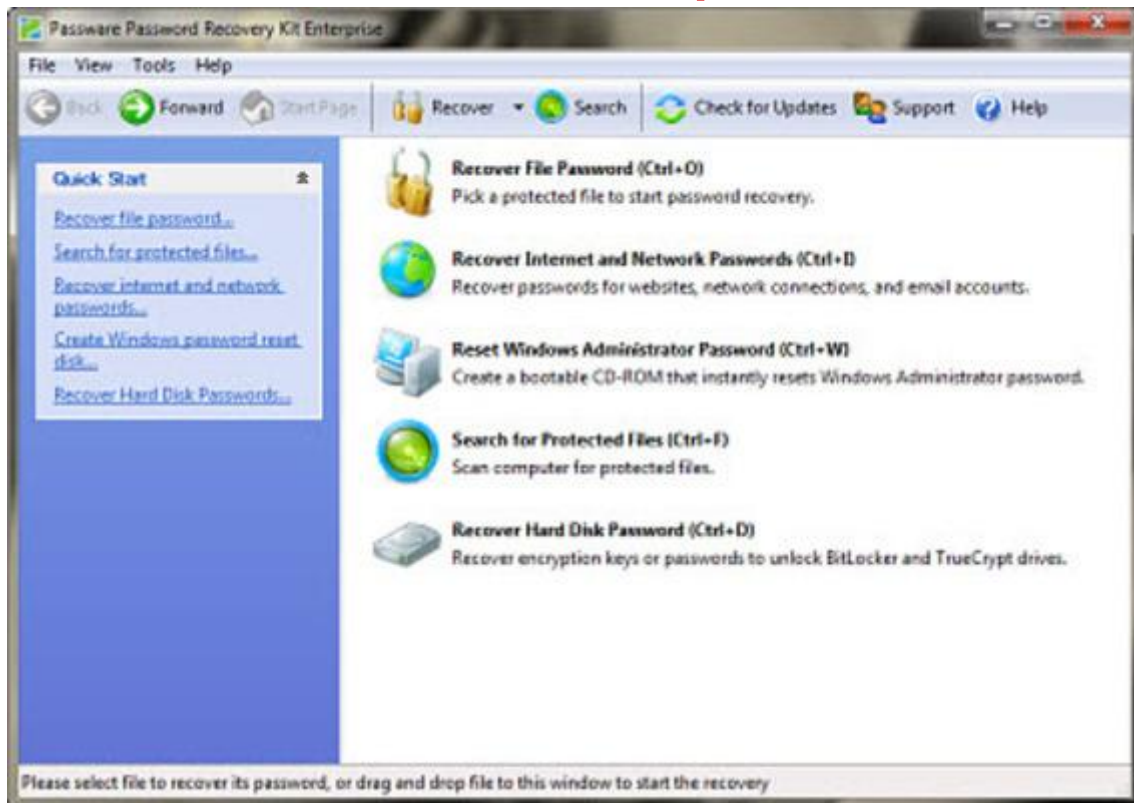 Passware Password Recovery Kit Enterprise
File View Tools Help
Back Forward Start Page Recover Search Check for Updates Support Help
Quick Start
Recover file password...
Search for protected files...
Recover internet and network
passwords...
Create Windows password reset
disk...
Recover Hard Disk Passwords...
Recover File Password (Ctrl+O)
Pick a protected file to start password recovery.
Recover Internet and Network Passwords (Ctrl+I)
Recover passwords for websites, network connections, and email accounts.
Reset Windows Administrator Password (Ctrl+W)
Create a bootable CD-ROM that instantly resets Windows Administrator password.
Search for Protected Files (Ctrl+F)
Scan computer for protected files.
Recover Hard Disk Password (Ctrl+D)
Recover encryption keys or passwords to unlock BitLocker and TrueCrypt drives.
Please select file to recover its password, or drag and drop file to this window to start the recovery